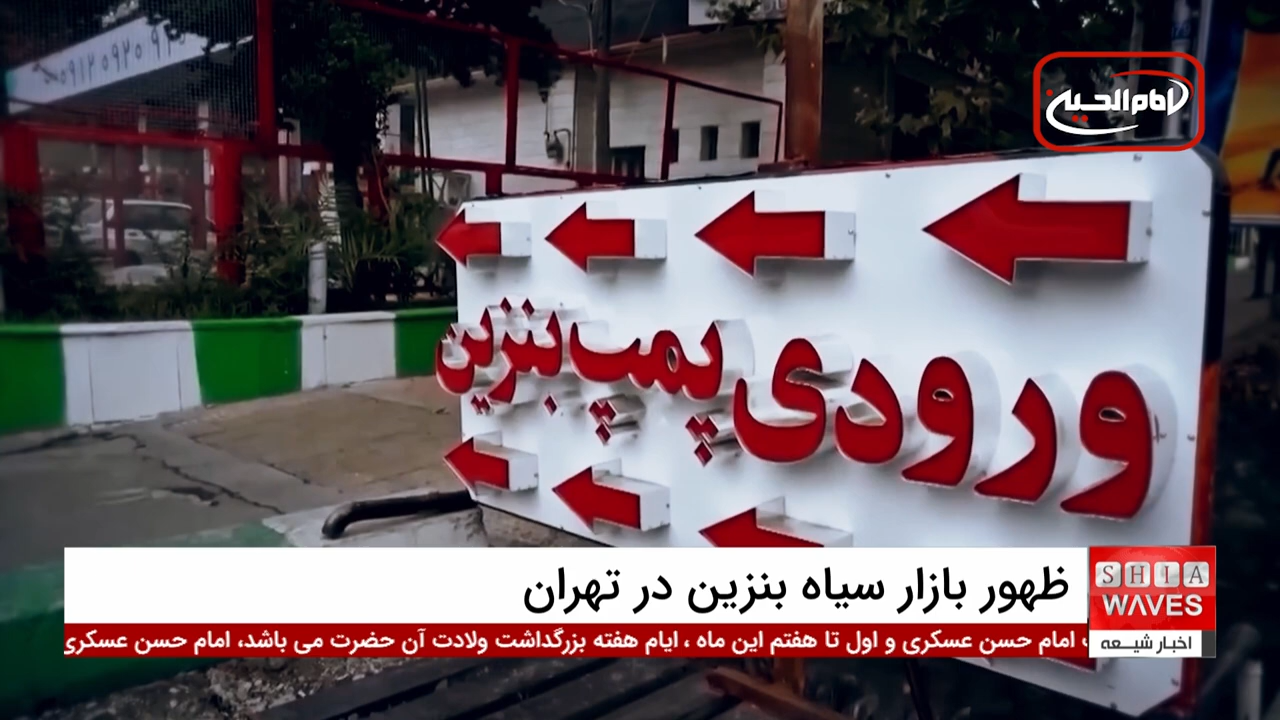 ۰۹۱۲۰۹۲۰۹۲۰
امام الحسین
ورودی پمپ بنزین
ظهور بازار سیاه بنزین در تهران
SHIA
WAVES
اخبار شیعه
امام حسن عسکری و اول تا هفتم این ماه ، ایام هفته بزرگداشت ولادت آن حضرت می باشد، امام حسن عسکری